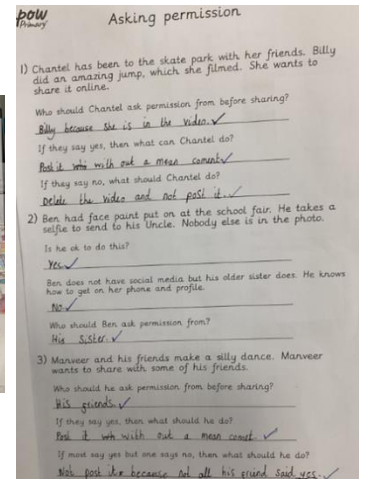 pow
Primary
Asking permission
1) Chantel has been to the skate park with her friends. Billy
did an amazing jump, which she filmed. She wants to
share it online.
Who should Chantel ask permission from before sharing?
Billy because she is in the video.
If they say yes, then what can Chantel do?
Post it with out a mean coment
If they say no, what should Chantel do?
Delete the video and not post it.
2) Ben had face paint put on at the school fair. He takes a
selfie to send to his Uncle. Nobody else is in the photo.
Is he ok to do this?
Yes
Ben does not have social media but his older sister does. He knows
how to get on her phone and profile.
No
Who should Ben ask permission from?
His sister.
3) Manveer and his friends make a silly dance. Manveer
wants to share with some of his friends.
Who should he ask permission from before sharing?
His friends.
If they say yes, then what should he do?
Post it with out a mean
If most say yes but one says no, then what should he do?
Not post it because not all his friend said yes.